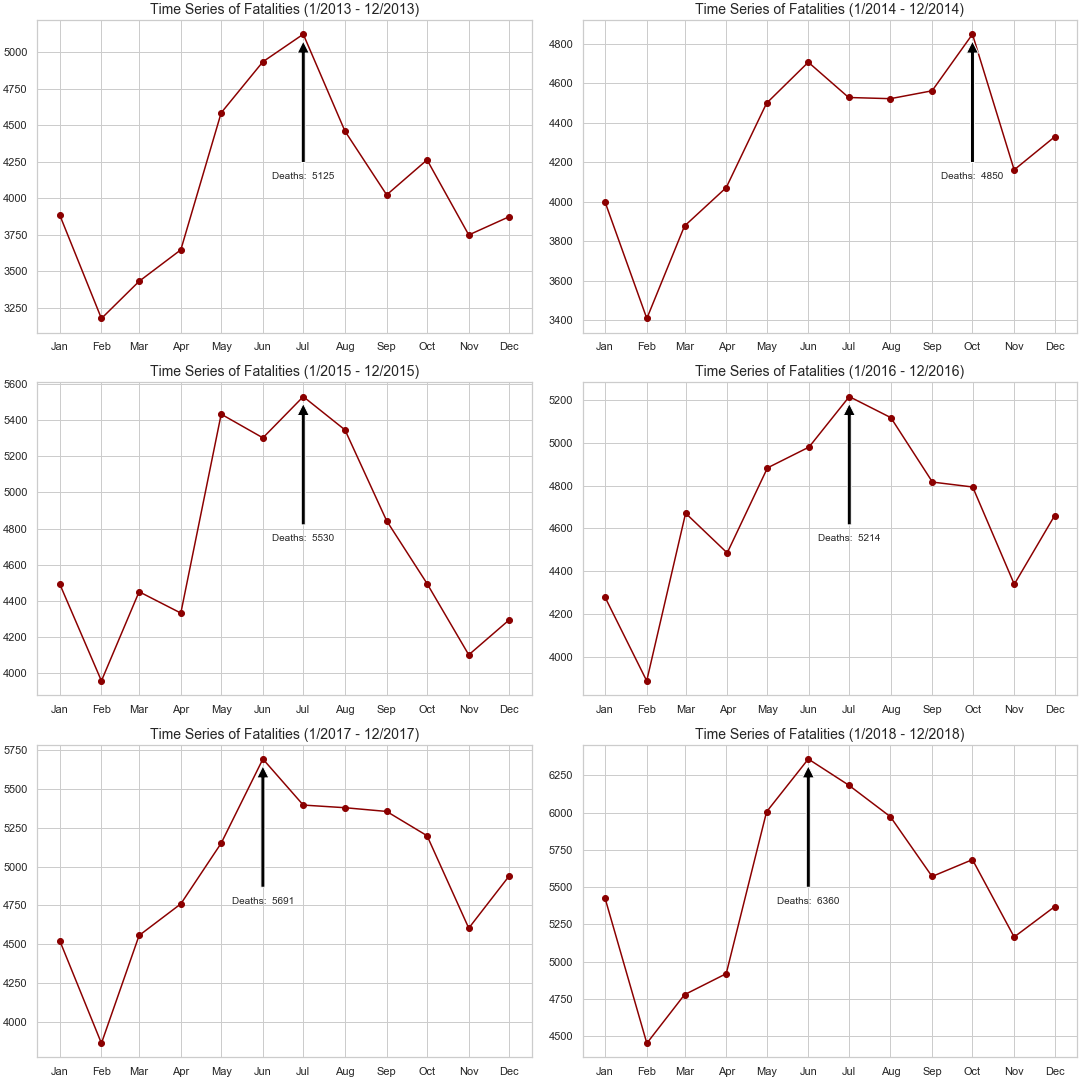 Time Series of Fatalities (1/2013 - 12/2013)
5000
4750
4500
4250
4000
3750
3500
3250
Deaths: 5125
Jan Feb Mar Apr May Jun Jul Aug Sep Oct Nov Dec
Time Series of Fatalities (1/2014 - 12/2014)
4800
4600
4400
4200
4000
3800
3600
3400
Deaths: 4850
Jan Feb Mar Apr May Jun Jul Aug Sep Oct Nov Dec
Time Series of Fatalities (1/2015 - 12/2015)
5600
5400
5200
5000
4800
4600
4400
4200
4000
Deaths: 5530
Jan Feb Mar Apr May Jun Jul Aug Sep Oct Nov Dec
Time Series of Fatalities (1/2016 - 12/2016)
5200
5000
4800
4600
4400
4200
4000
Deaths: 5214
Jan Feb Mar Apr May Jun Jul Aug Sep Oct Nov Dec
Time Series of Fatalities (1/2017 - 12/2017)
5750
5500
5250
5000
4750
4500
4250
4000
Deaths: 5691
Jan Feb Mar Apr May Jun Jul Aug Sep Oct Nov Dec
Time Series of Fatalities (1/2018 - 12/2018)
6250
6000
5750
5500
5250
5000
4750
4500
Deaths: 6360
Jan Feb Mar Apr May Jun Jul Aug Sep Oct Nov Dec